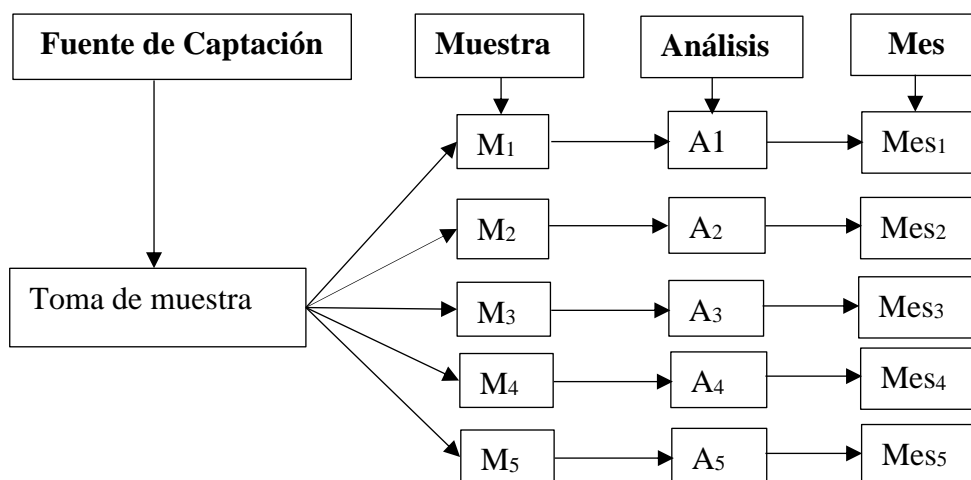 Fuente de Captación
Muestra
Análisis
Mes
M₁
A1
Mes₁
M₂
A₂
Mes₂
Toma de muestra
M₃
A₃
Mes₃
M₄
A₄
Mes₄
M₅
A₅
Mes₅